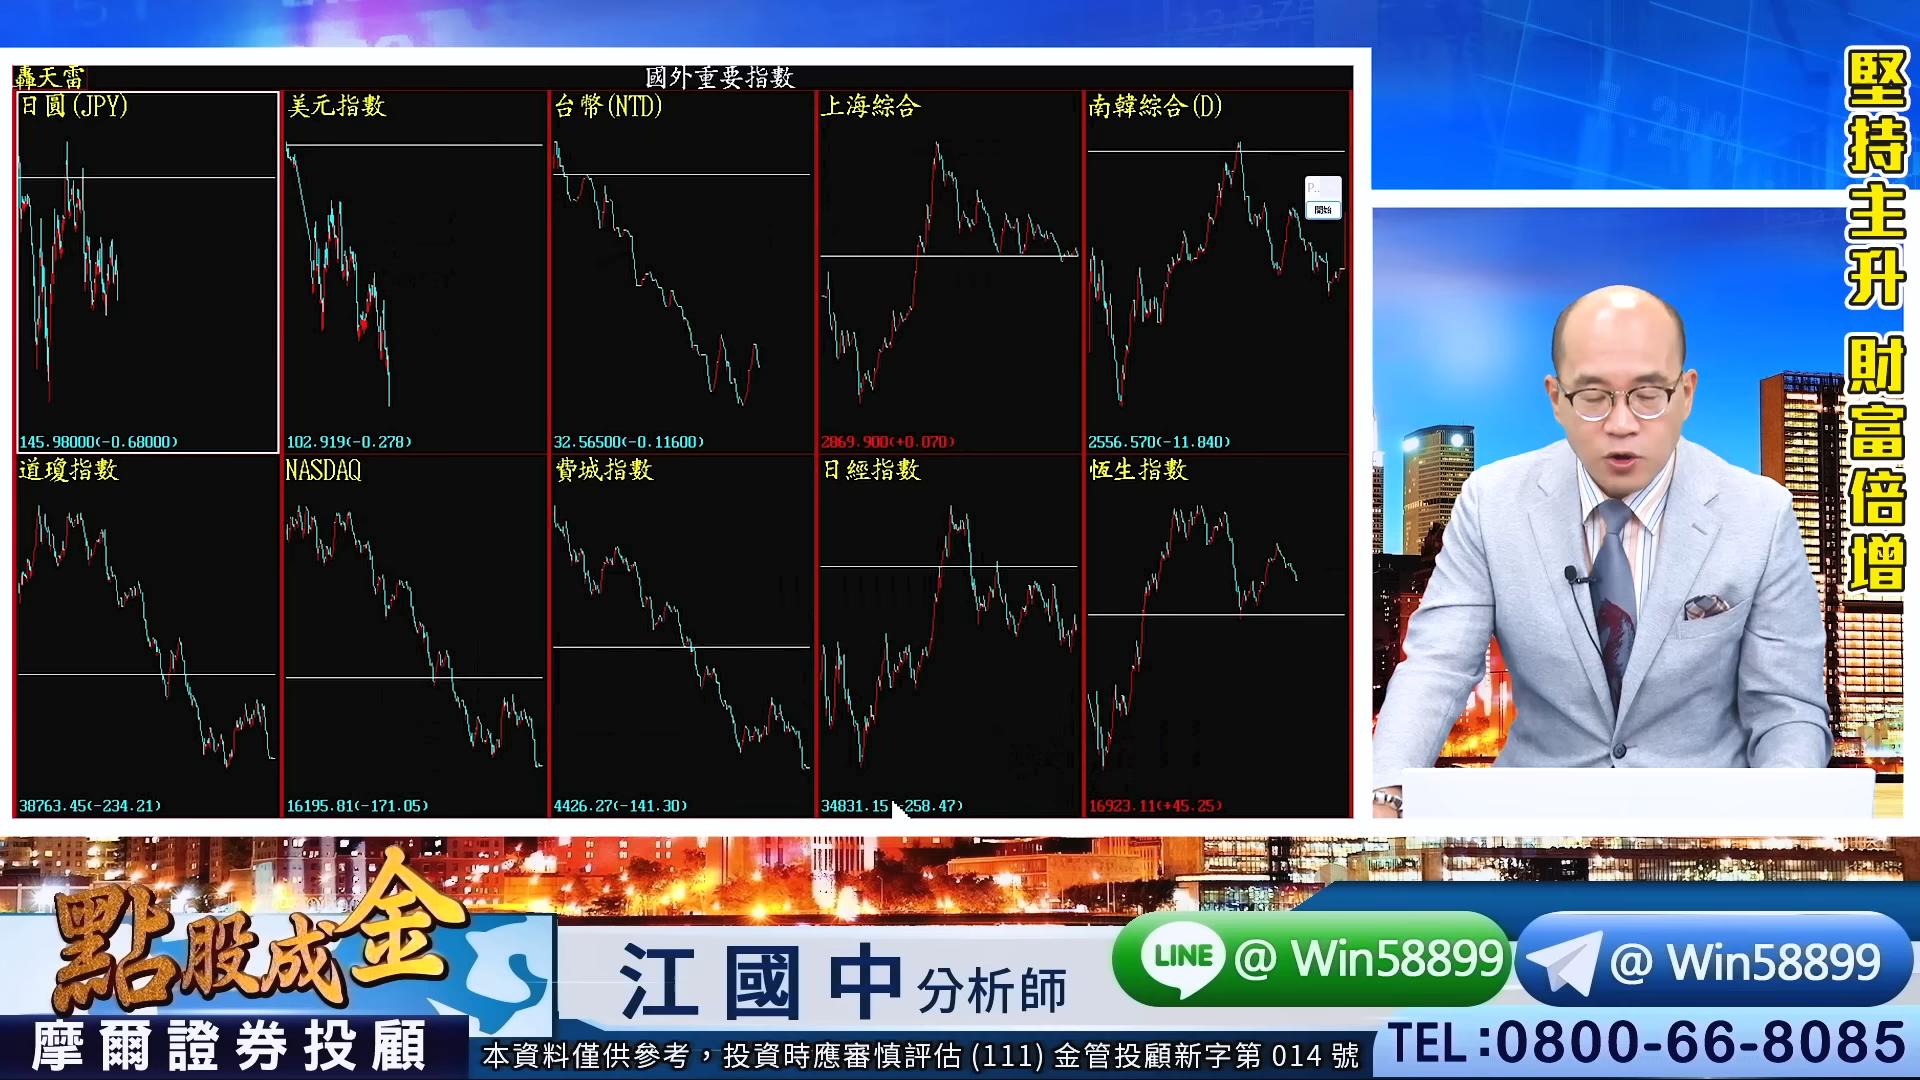 轟天雷
國外重要指數
日圓(JPY)
美元指數
台幣(NTD)
上海綜合
南韓綜合(D)
P..
開始
145.98000(-0.68000)
102.919(-0.278)
32.56500(-0.11600)
2869.900(+0.070)
2556.570(-11.840)
道瓊指數
NASDAQ
費城指數
日經指數
恆生指數
38763.45(-234.21)
16195.81(-171.05)
4426.27(-141.30)
34831.15 -258.47)
16923.11(+45.25)
堅持主升 財富倍增
點股成金
摩爾證券投顧
江國中 分析師
LINE @ Win58899
@ Win58899
TEL:0800-66-8085
本資料僅供參考，投資時應審慎評估 (111) 金管投顧新字第 014 號